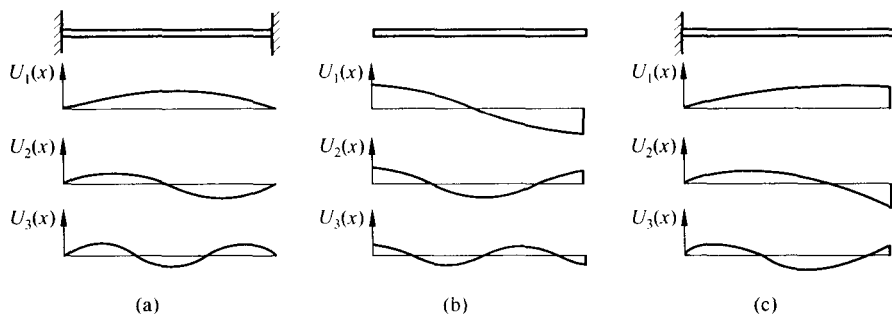 U₁(x) U₁(x) U₁(x)
U₂(x) U₂(x) U₂(x)
U₃(x) U₃(x) U₃(x)
(a) (b) (c)